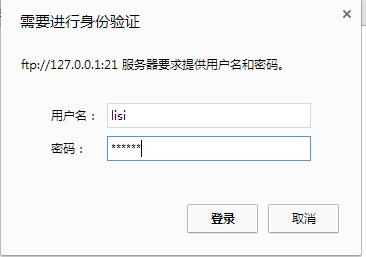 需要进行身份验证
ftp://127.0.0.1:21 服务器要求提供用户名和密码。
用户名： lisi
密码： ******
登录 取消